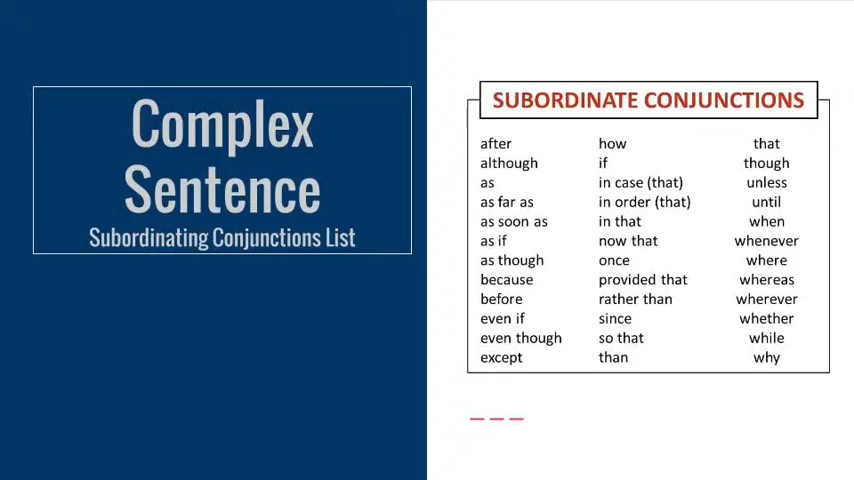 Complex
Sentence
Subordinating Conjunctions List
SUBORDINATE CONJUNCTIONS
after how that
although if though
as in case (that) unless
as far as in order (that) until
as soon as in that when
as if now that whenever
as though once where
because provided that whereas
before rather than wherever
even if since whether
even though so that while
except than why